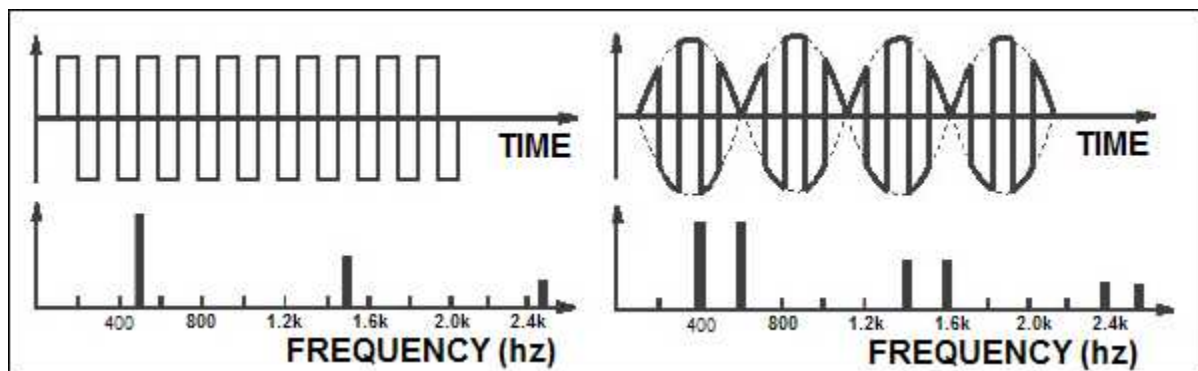 TIME
400 800 1.2k 1.6k 2.0k 2.4k
FREQUENCY (hz)
TIME
400 800 1.2k 1.6k 2.0k 2.4k
FREQUENCY (hz)